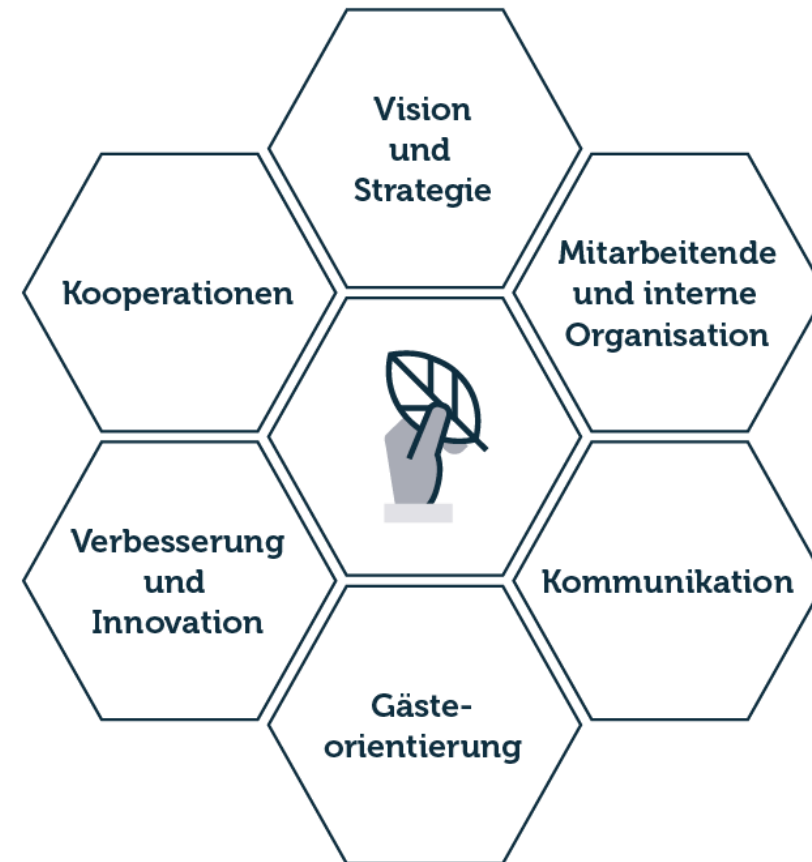 Vision
und
Strategie
Mitarbeitende
und interne
Organisation
Kommunikation
Gäste-
orientierung
Verbesserung
und
Innovation
Kooperationen